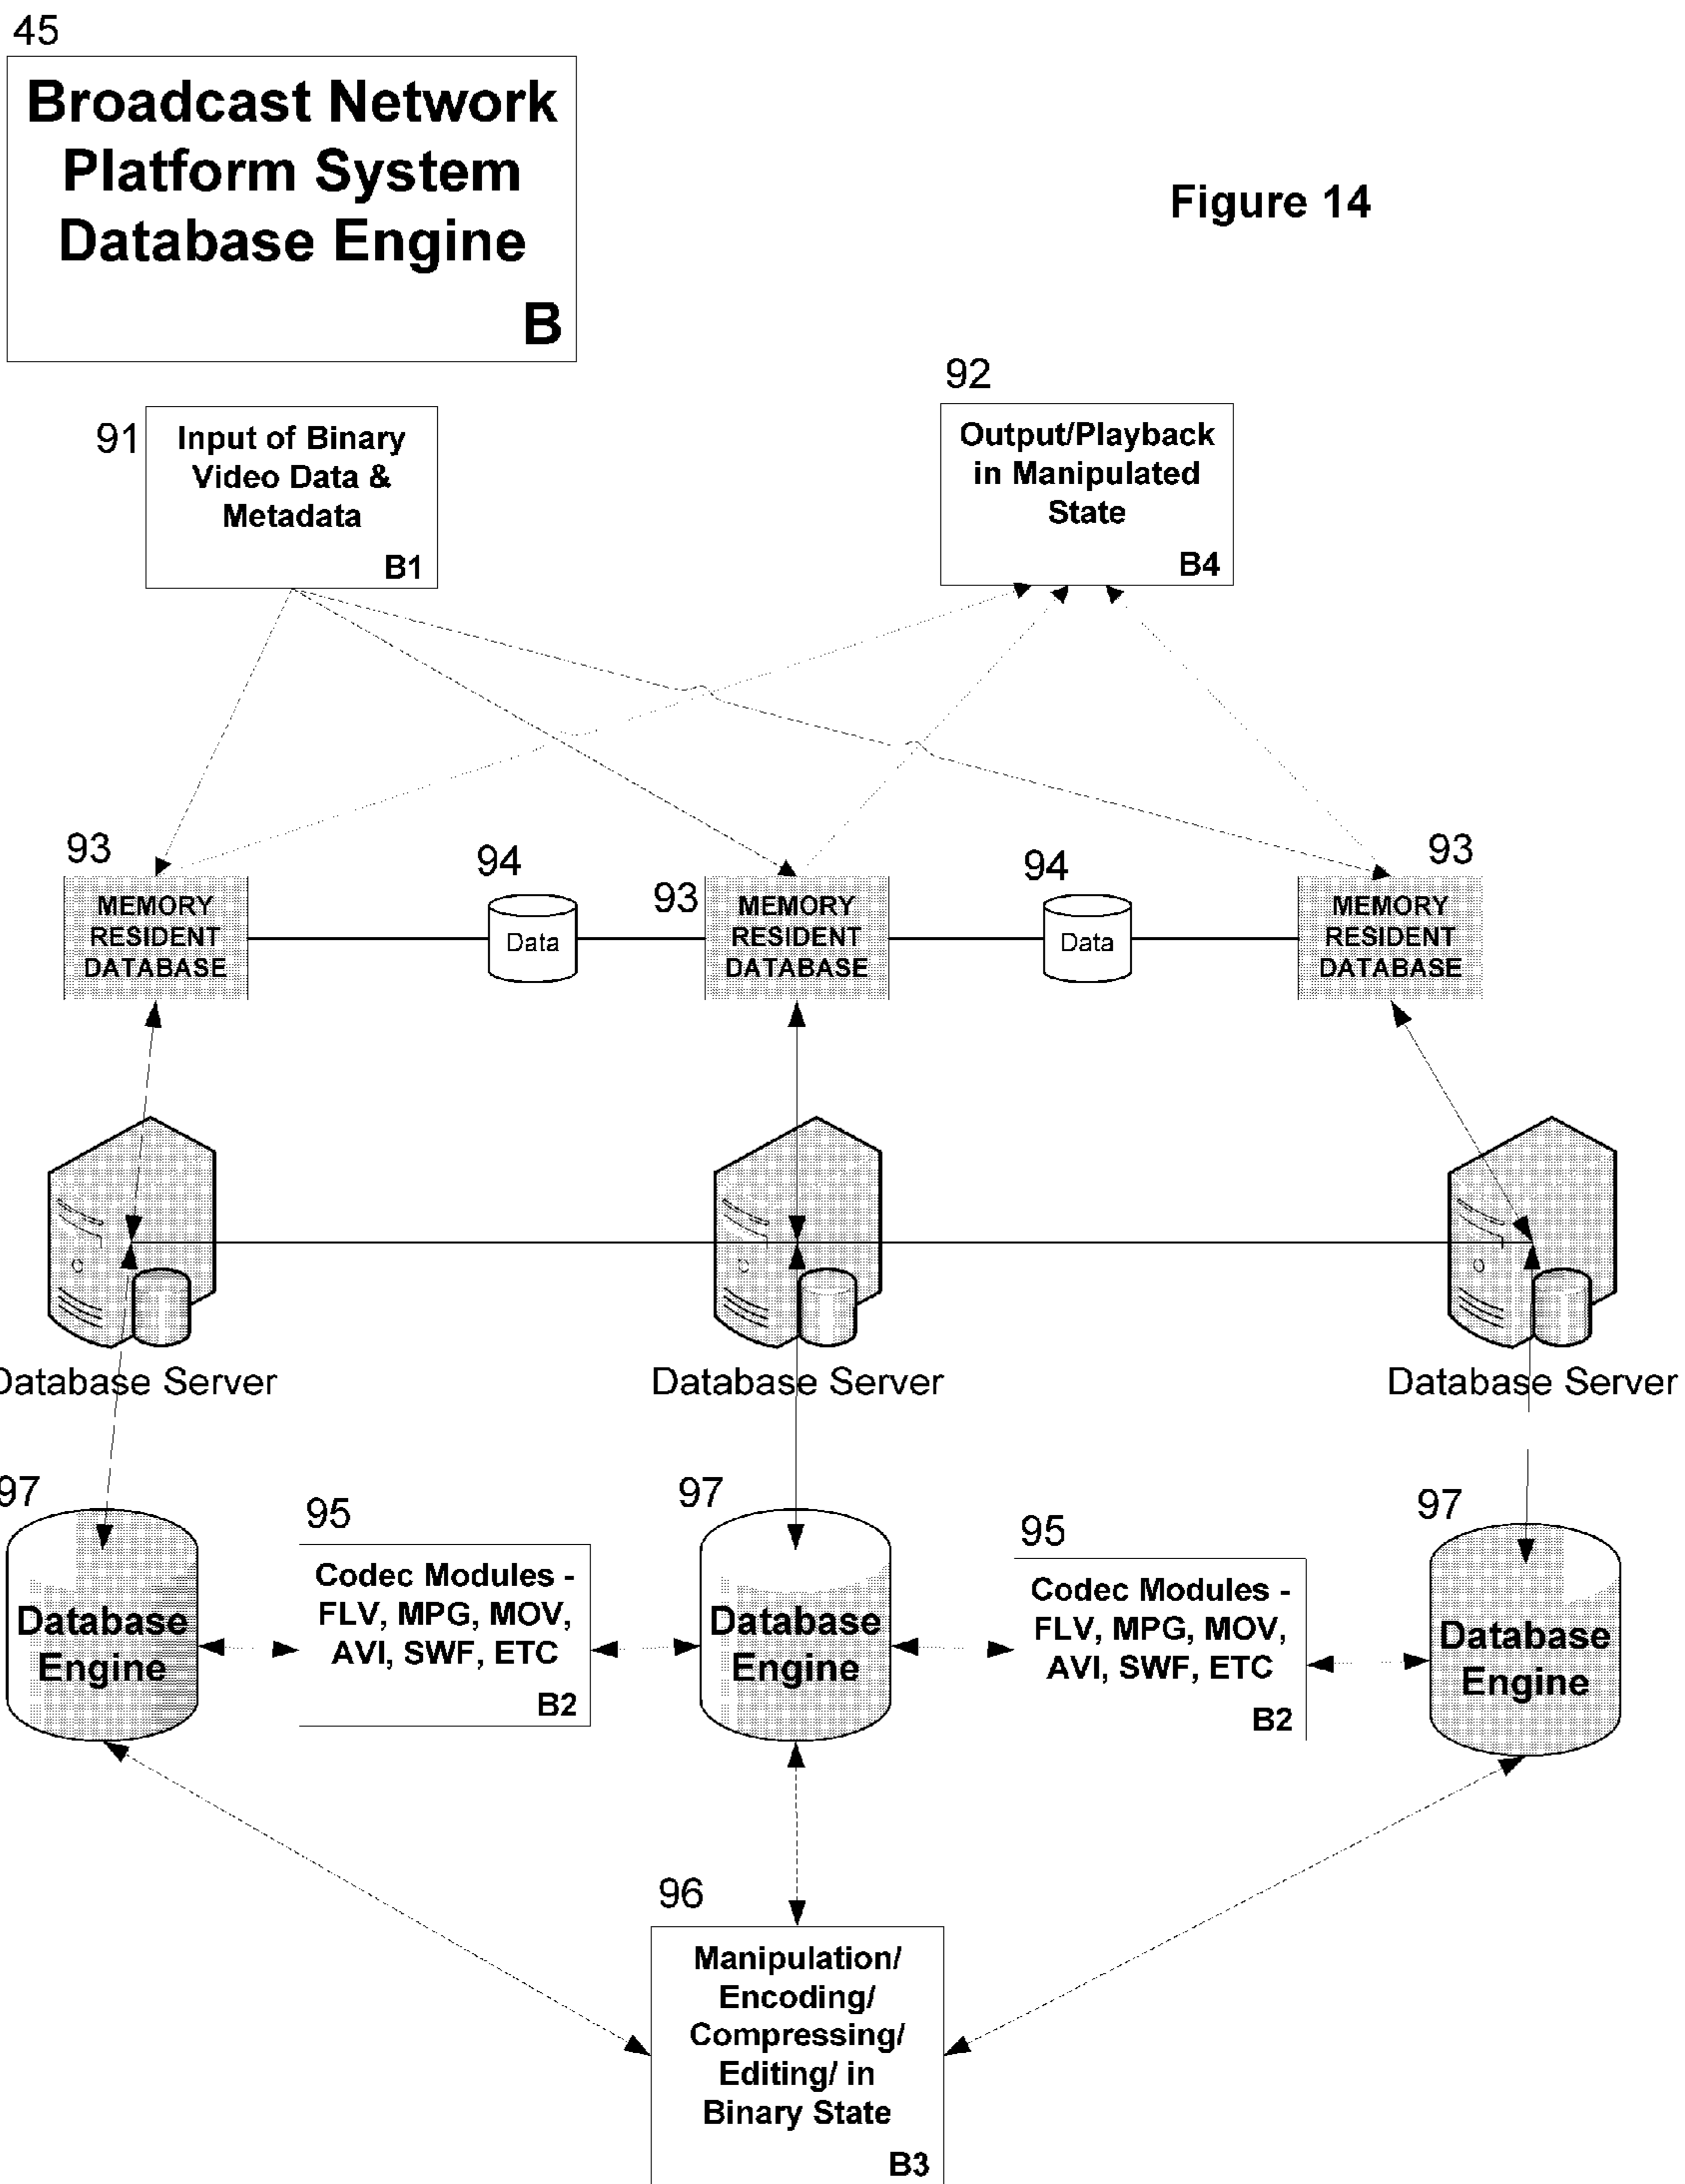 45
Broadcast Network
Platform System
Database Engine
B
Figure 14
91
Input of Binary
Video Data &
Metadata
B1
92
Output/Playback
in Manipulated
State
B4
93
MEMORY
RESIDENT
DATABASE
94
Data
93
MEMORY
RESIDENT
DATABASE
94
Data
93
MEMORY
RESIDENT
DATABASE
Database Server
Database Server
Database Server
97
Database
Engine
95
Codec Modules -
FLV, MPG, MOV,
AVI, SWF, ETC
B2
97
Database
Engine
95
Codec Modules -
FLV, MPG, MOV,
AVI, SWF, ETC
B2
97
Database
Engine
96
Manipulation/
Encoding/
Compressing/
Editing/ in
Binary State
B3